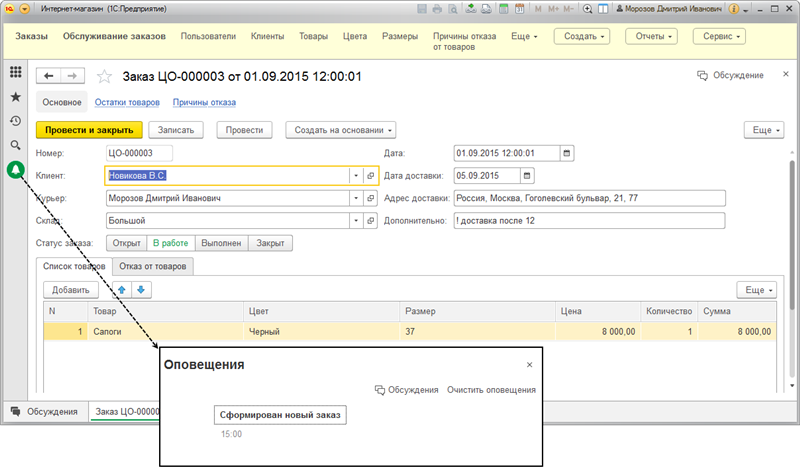 Интернет-магазин (1С:Предприятие)
M M+ M-
Морозов Дмитрий Иванович
Заказы Обслуживание заказов Пользователи Клиенты Товары Цвета Размеры Причины отказа от товаров Еще Создать Отчеты Сервис
Заказ ЦО-000003 от 01.09.2015 12:00:01
Обсуждение
Основное Остатки товаров Причины отказа
Провести и закрыть Записать Провести Создать на основании Еще
Номер: ЦО-000003 Дата: 01.09.2015 12:00:01
Клиент: Новикова В.С. Дата доставки: 05.09.2015
Курьер: Морозов Дмитрий Иванович Адрес доставки: Россия, Москва, Гоголевский бульвар, 21, 77
Склад: Большой Дополнительно: ! доставка после 12
Статус заказа: Открыт В работе Выполнен Закрыт
Список товаров Отказ от товаров
Добавить Еще
N Товар Цвет Размер Цена Количество Сумма
1 Сапоги Черный 37 8 000,00 1 8 000,00
Оповещения
Обсуждения Очистить оповещения
Сформирован новый заказ
15:00
Обсуждения Заказ ЦО-00000